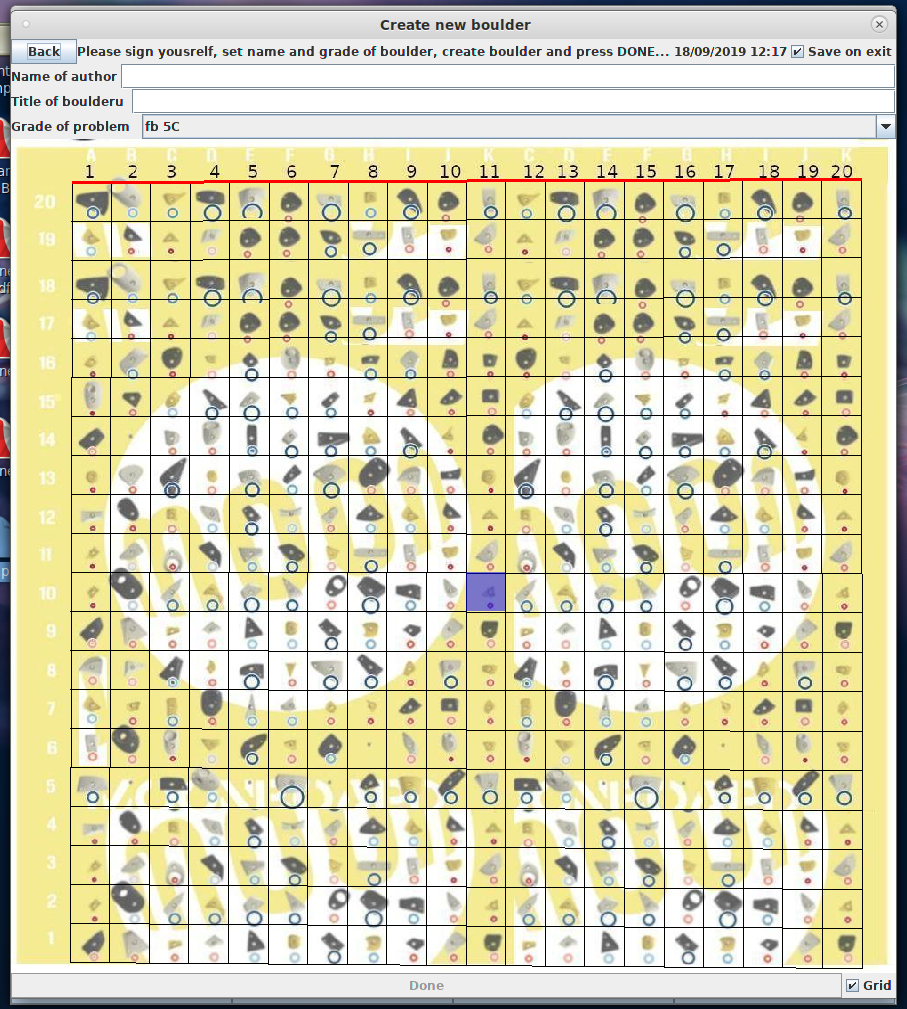 Create new boulder
Back Please sign yousrelf, set name and grade of boulder, create boulder and press DONE... 18/09/2019 12:17 Save on exit
Name of author
Title of boulderu
Grade of problem fb 5C
A B C D E F G H I J K C D E F G H I J K
1 2 3 4 5 6 7 8 9 10 11 12 13 14 15 16 17 18 19 20
20
19
18
17
16
15
14
13
12
11
10
9
8
7
6
5
4
3
2
1
Done Grid